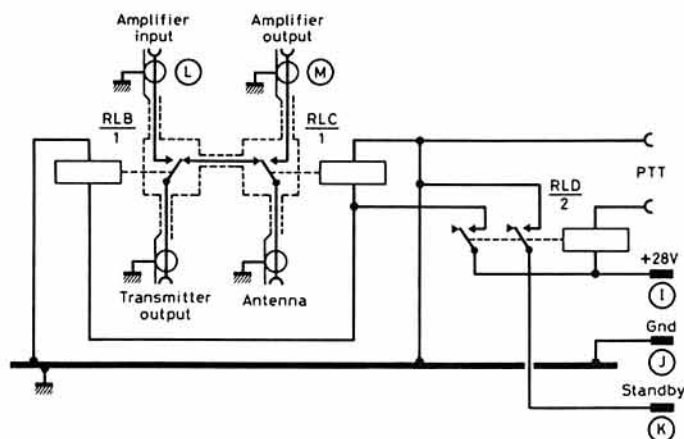 Amplifier
input
Amplifier
output
L
M
RLB
1
RLC
1
PTT
RLD
2
+28V
I
Transmitter
output
Antenna
Gnd
J
Standby
K